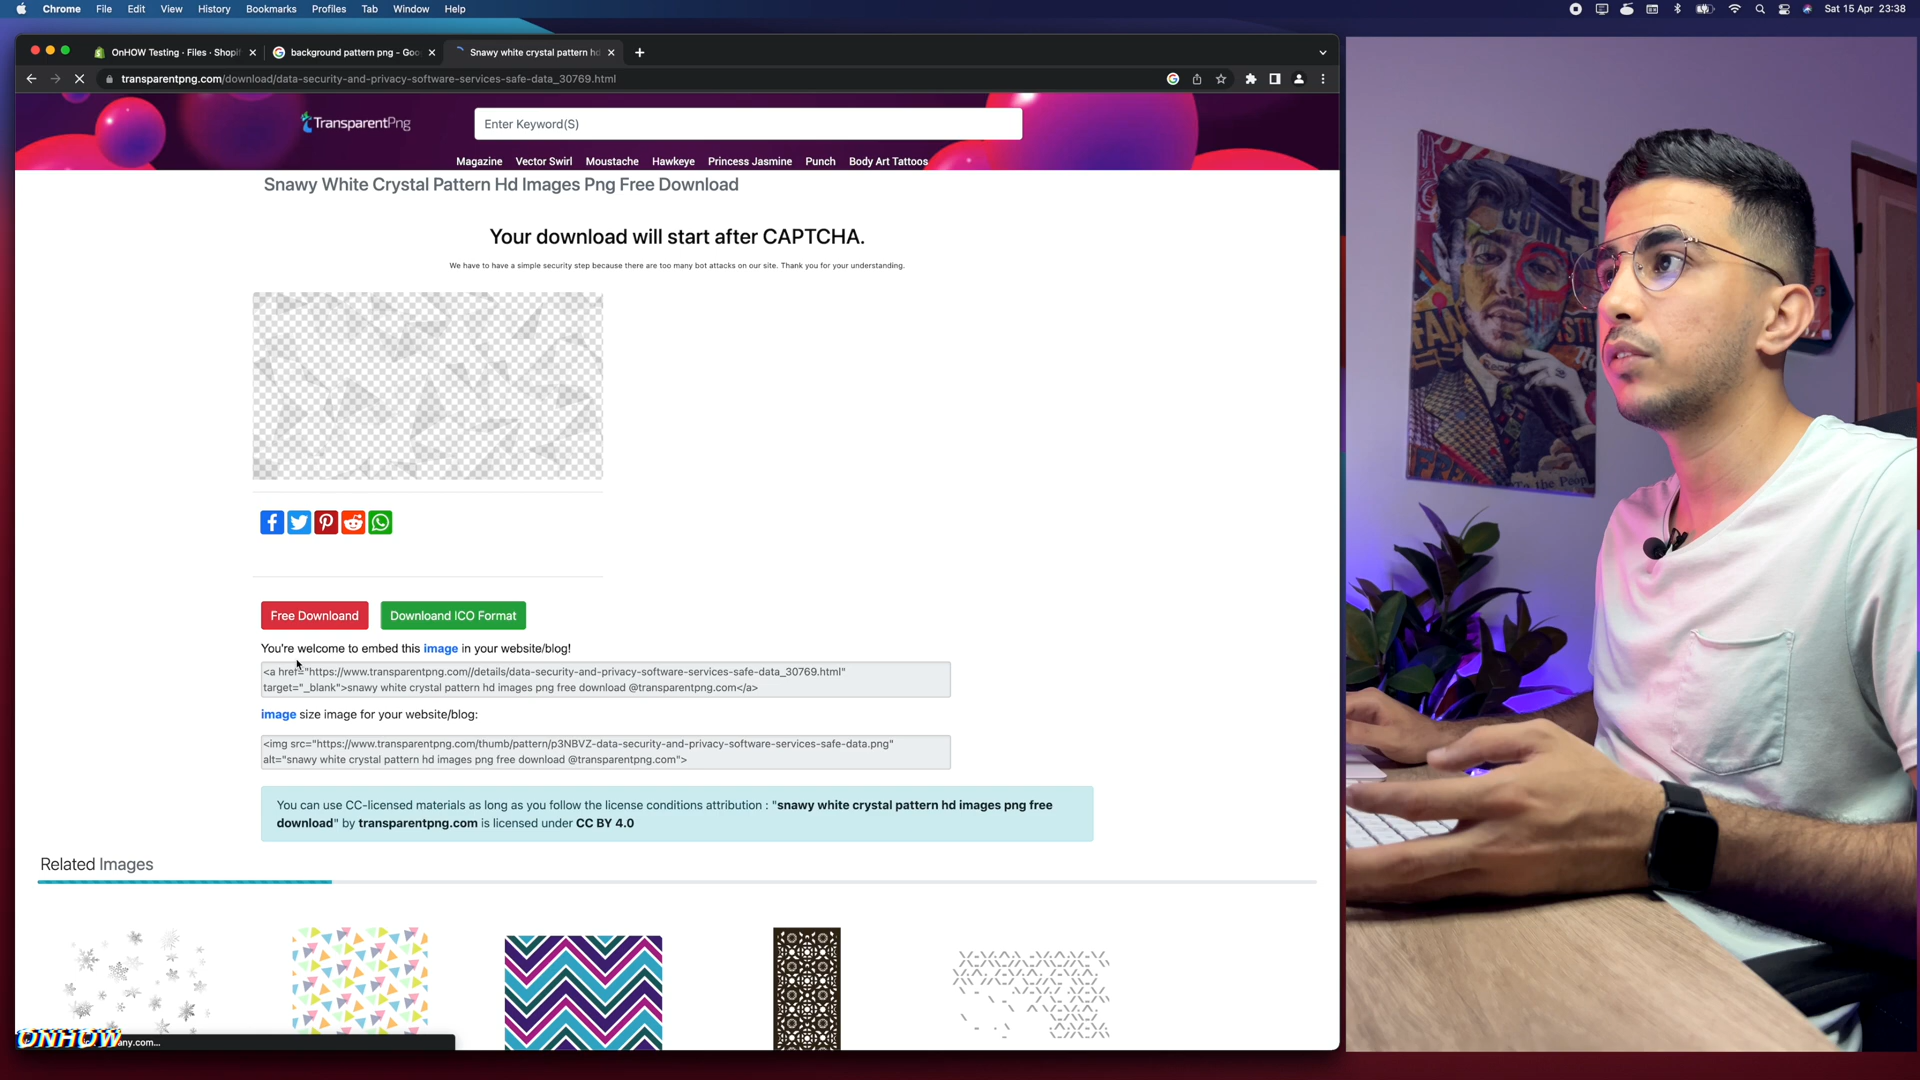 Chrome File Edit View History Bookmarks Profiles Tab Window Help Sat 15 Apr 23:38
OnHOW Testing · Files · Shopif background pattern png - Goo Snawy white crystal pattern hd
transparentpng.com/download/data-security-and-privacy-software-services-safe-data_30769.html
TransparentPng Enter Keyword(S)
Magazine Vector Swirl Moustache Hawkeye Princess Jasmine Punch Body Art Tattoos
Snawy White Crystal Pattern Hd Images Png Free Download
Your download will start after CAPTCHA.
We have to have a simple security step because there are too many bot attacks on our site. Thank you for your understanding.
Free Downloand Downloand ICO Format
You're welcome to embed this image in your website/blog!
<a href="https://www.transparentpng.com//details/data-security-and-privacy-software-services-safe-data_30769.html"
target="_blank">snawy white crystal pattern hd images png free download @transparentpng.com</a>
image size image for your website/blog:
<img src="https://www.transparentpng.com/thumb/pattern/p3NBVZ-data-security-and-privacy-software-services-safe-data.png"
alt="snawy white crystal pattern hd images png free download @transparentpng.com">
You can use CC-licensed materials as long as you follow the license conditions attribution : "snawy white crystal pattern hd images png free
download" by transparentpng.com is licensed under CC BY 4.0
Related Images
ONHOW any.com...
FAN
to the People